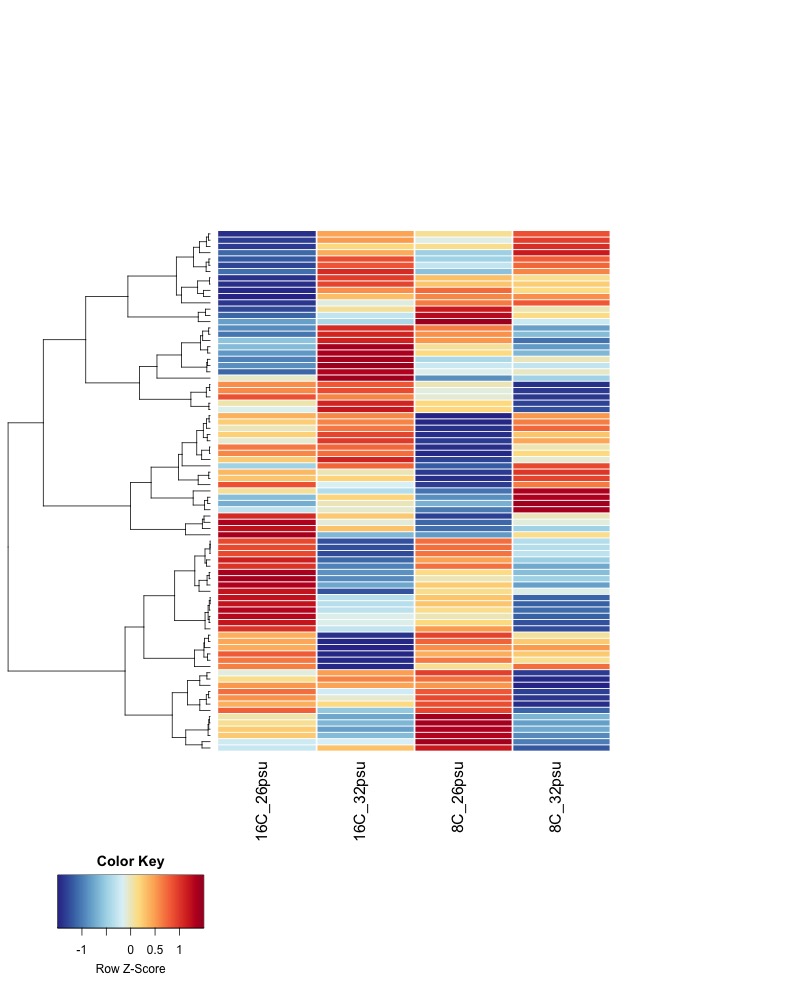 16C_26psu
16C_32psu
8C_26psu
8C_32psu
Color Key
-1 0 0.5 1
Row Z-Score